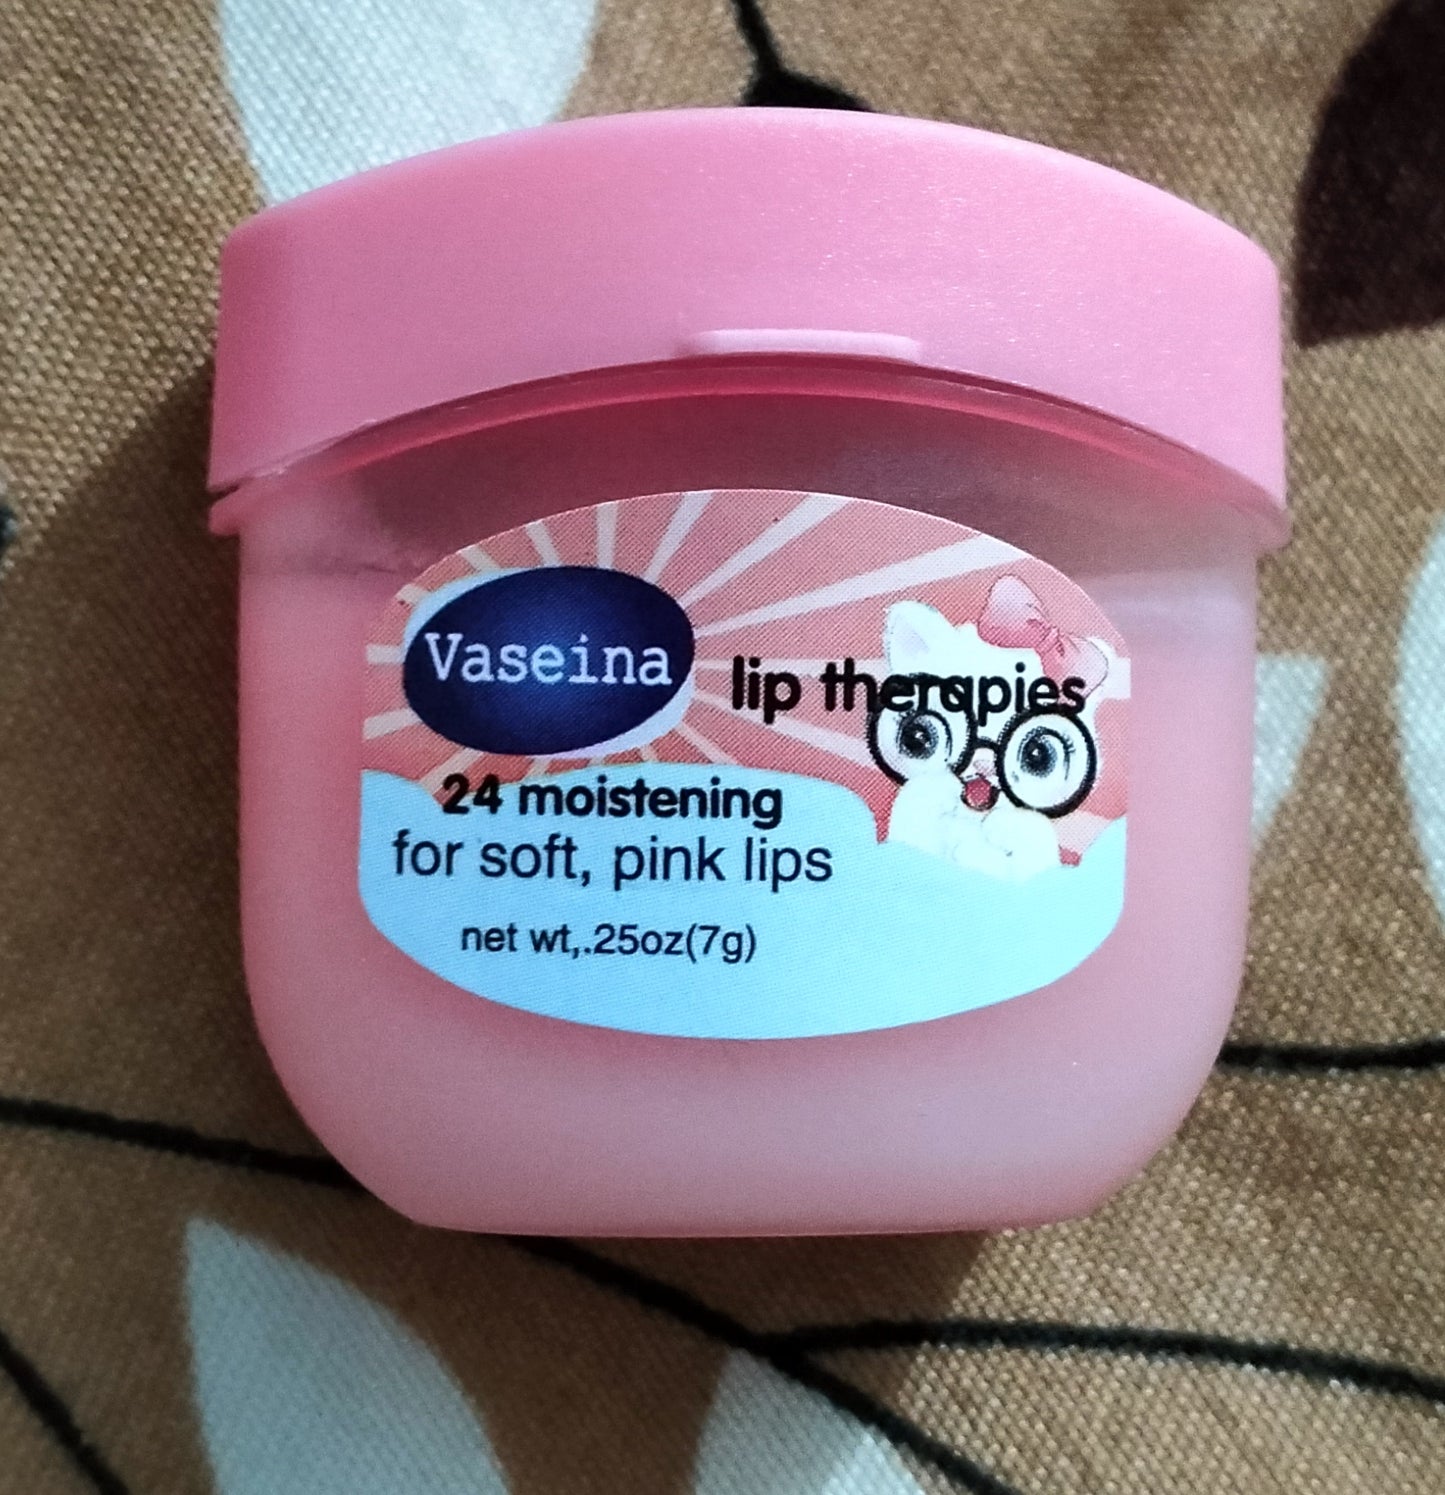 Vaseina
lip therapies
24 moistening
for soft, pink lips
net wt,.25oz(7g)